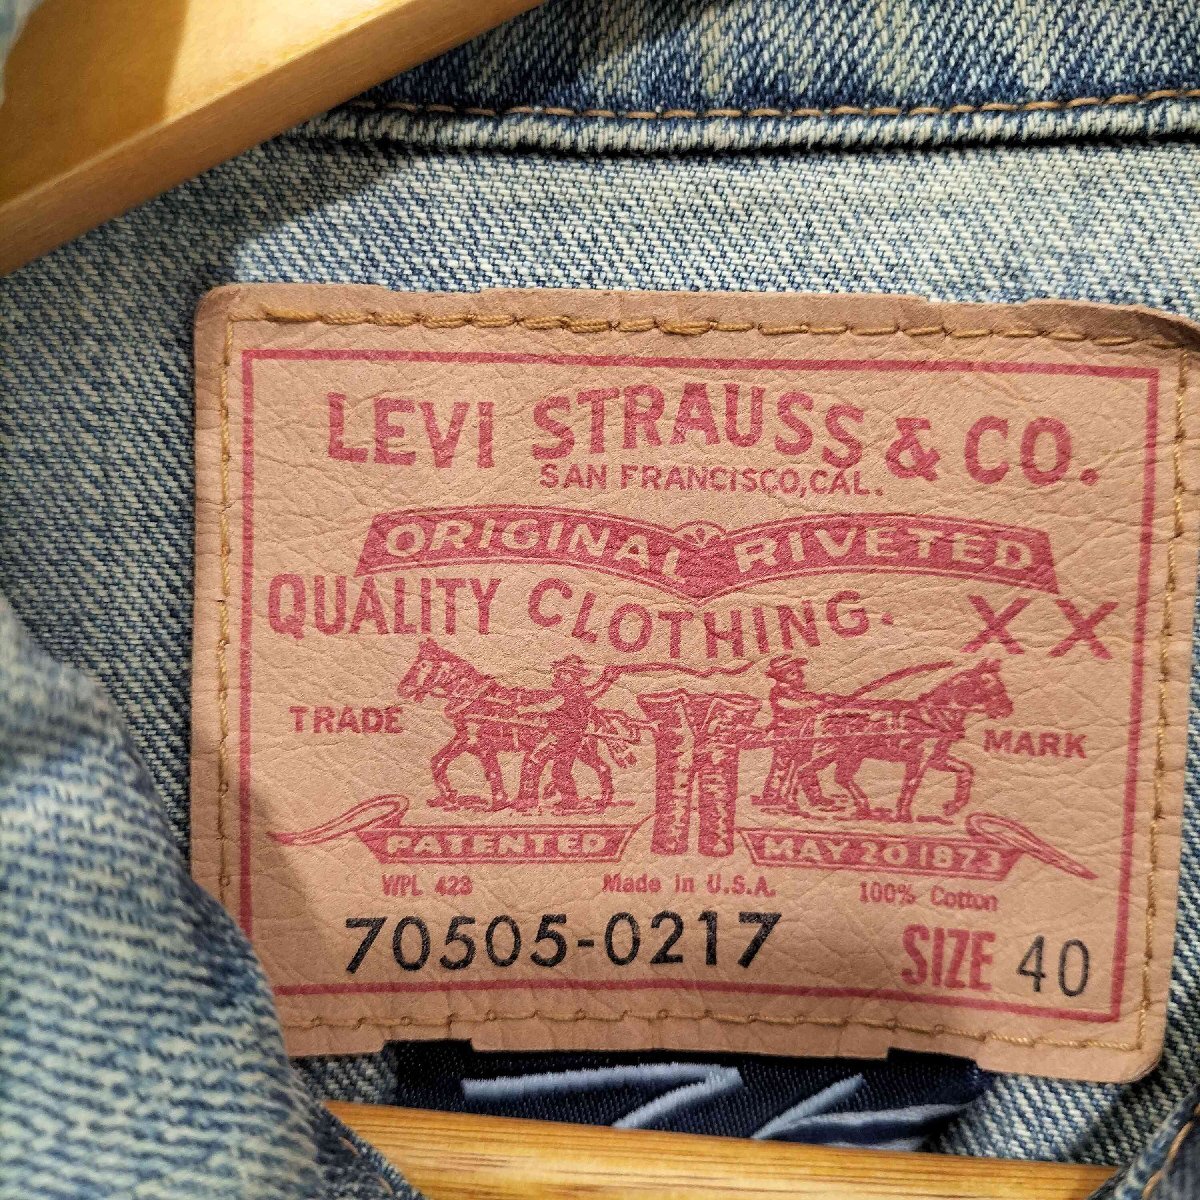 LEVI STRAUSS & CO.
SAN FRANCISCO, CAL.
ORIGINAL RIVETED
QUALITY CLOTHING. XX
TRADE MARK
PATENTED MAY 20 1873
WPL 423 Made in U.S.A. 100% Cotton
70505-0217 SIZE 40